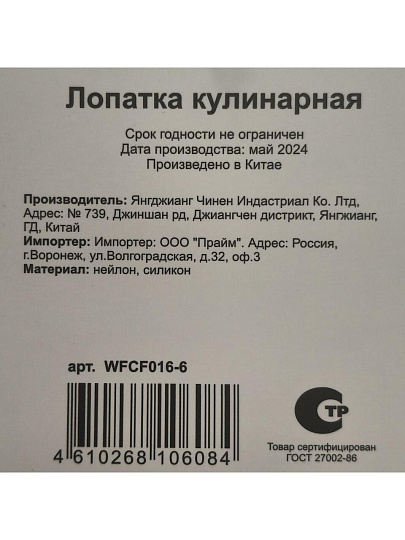 Лопатка кулинарная
Срок годности не ограничен
Дата производства: май 2024
Произведено в Китае
Производитель: Янгджианг Чинен Индастриал Ко. Лтд,
Адрес: № 739, Джиншан рд, Джиангчен дистрикт, Янгжианг,
ГД, Китай
Импортер: Импортер: ООО "Прайм". Адрес: Россия,
г.Воронеж, ул.Волгоградская, д.32, оф.3
Материал: нейлон, силикон
арт. WFCF016-6
4 610268 106084
СТР
Товар сертифицирован
ГОСТ 27002-86